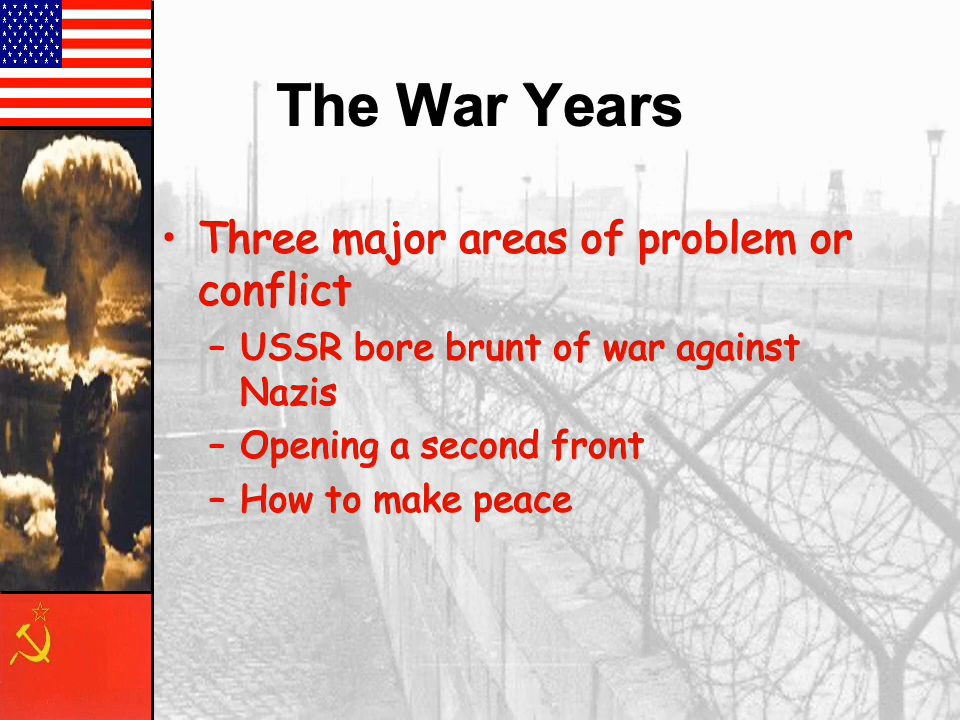 The War Years
• Three major areas of problem or
conflict
– USSR bore brunt of war against
Nazis
– Opening a second front
– How to make peace